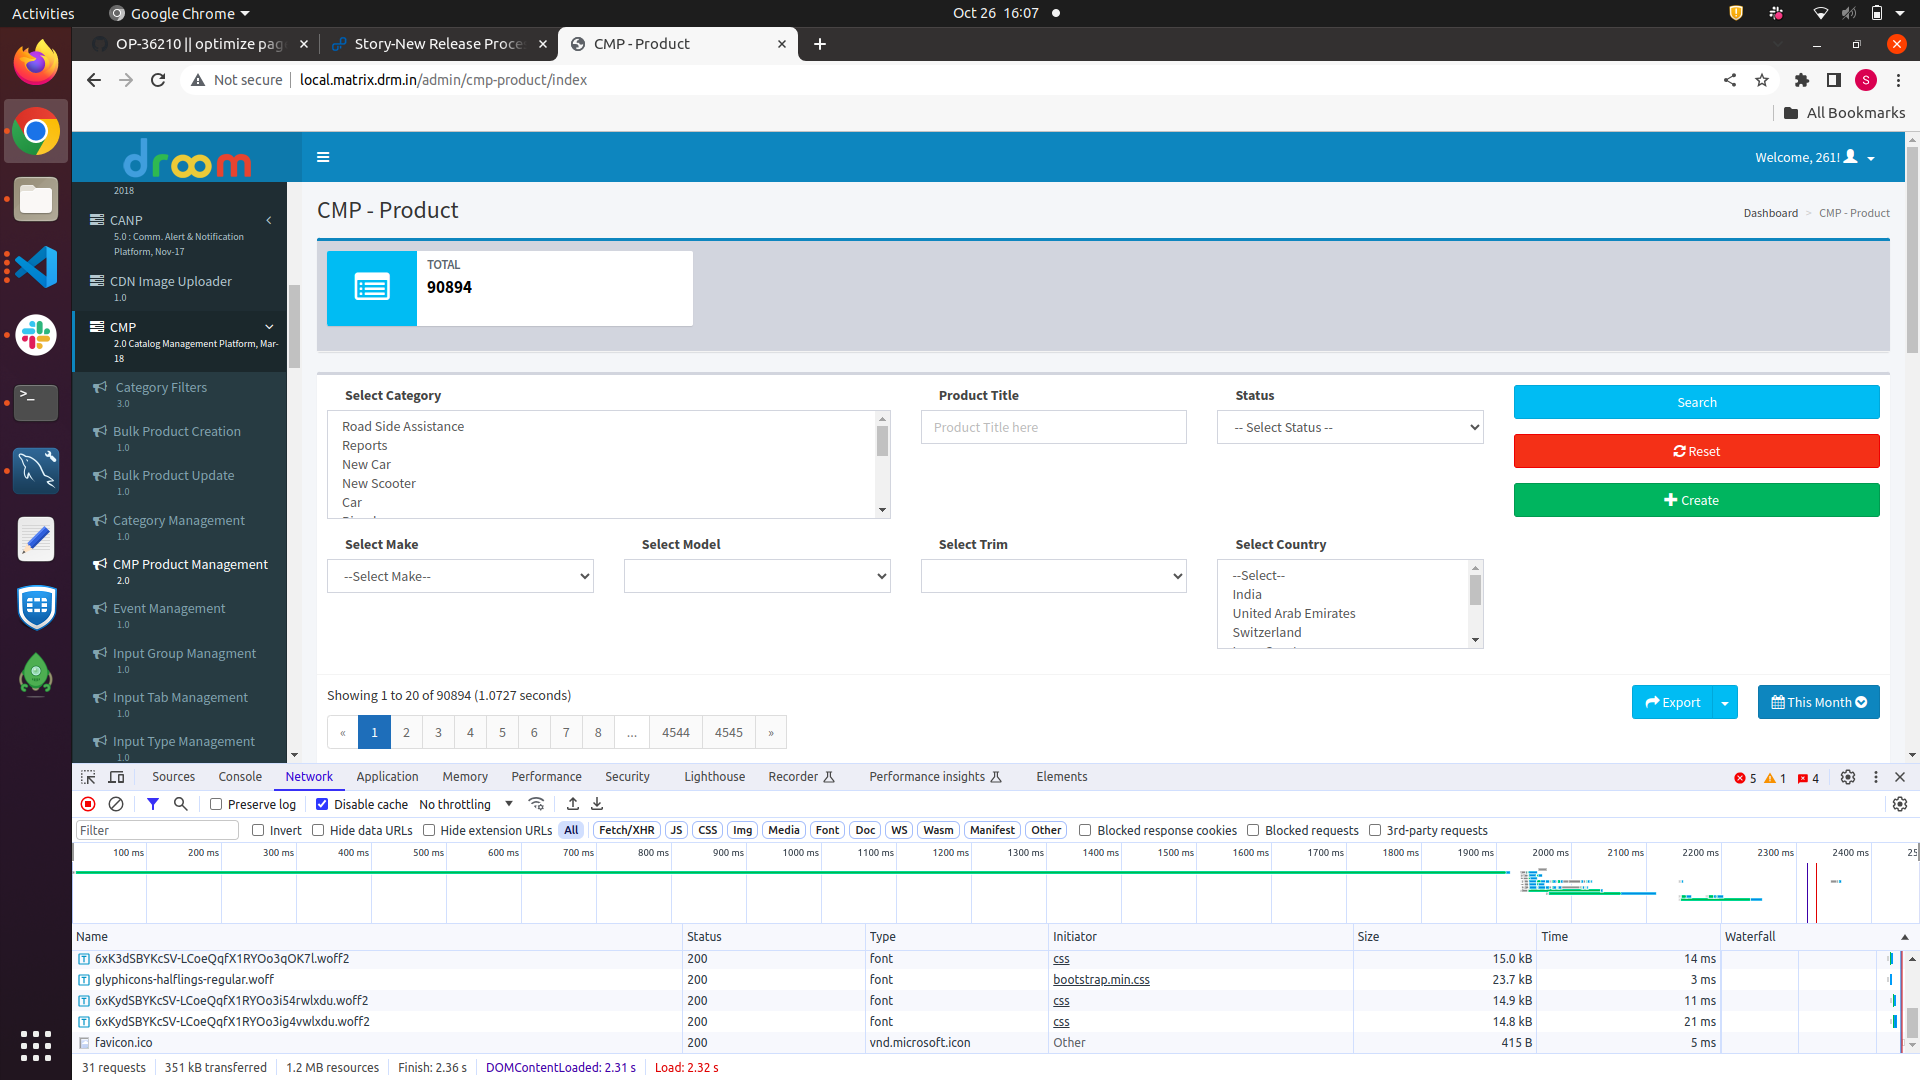 Activities
Google Chrome
Oct 26  16:07
OP-36210 || optimize pag
Story-New Release Proce
CMP - Product
Not secure
local.matrix.drm.in/admin/cmp-product/index
S
All Bookmarks
droom
Welcome, 261!
2018
CANP
5.0 : Comm. Alert & Notification
Platform, Nov-17
CDN Image Uploader
1.0
CMP
2.0 Catalog Management Platform, Mar-
18
Category Filters
3.0
Bulk Product Creation
1.0
Bulk Product Update
1.0
Category Management
1.0
CMP Product Management
2.0
Event Management
1.0
Input Group Managment
1.0
Input Tab Management
1.0
Input Type Management
1.0
CMP - Product
Dashboard > CMP - Product
TOTAL
90894
Select Category
Road Side Assistance
Reports
New Car
New Scooter
Car
Product Title
Product Title here
Status
-- Select Status --
Search
Reset
Create
Select Make
--Select Make--
Select Model
Select Trim
Select Country
--Select--
India
United Arab Emirates
Switzerland
Showing 1 to 20 of 90894 (1.0727 seconds)
Export
This Month
« 1 2 3 4 5 6 7 8 ... 4544 4545 »
Sources Console Network Application Memory Performance Security Lighthouse Recorder Performance insights Elements
5 1 4
Preserve log Disable cache No throttling
Filter Invert Hide data URLs Hide extension URLs All Fetch/XHR JS CSS Img Media Font Doc WS Wasm Manifest Other Blocked response cookies Blocked requests 3rd-party requests
100 ms 200 ms 300 ms 400 ms 500 ms 600 ms 700 ms 800 ms 900 ms 1000 ms 1100 ms 1200 ms 1300 ms 1400 ms 1500 ms 1600 ms 1700 ms 1800 ms 1900 ms 2000 ms 2100 ms 2200 ms 2300 ms 2400 ms
Name Status Type Initiator Size Time Waterfall
6xK3dSBYKcSV-LCoeQqfX1RYOo3qOK7l.woff2 200 font css 15.0 kB 14 ms
glyphicons-halflings-regular.woff 200 font bootstrap.min.css 23.7 kB 3 ms
6xKydSBYKcSV-LCoeQqfX1RYOo3i54rwlxdu.woff2 200 font css 14.9 kB 11 ms
6xKydSBYKcSV-LCoeQqfX1RYOo3ig4vwlxdu.woff2 200 font css 14.8 kB 21 ms
favicon.ico 200 vnd.microsoft.icon Other 415 B 5 ms
31 requests 351 kB transferred 1.2 MB resources Finish: 2.36 s DOMContentLoaded: 2.31 s Load: 2.32 s